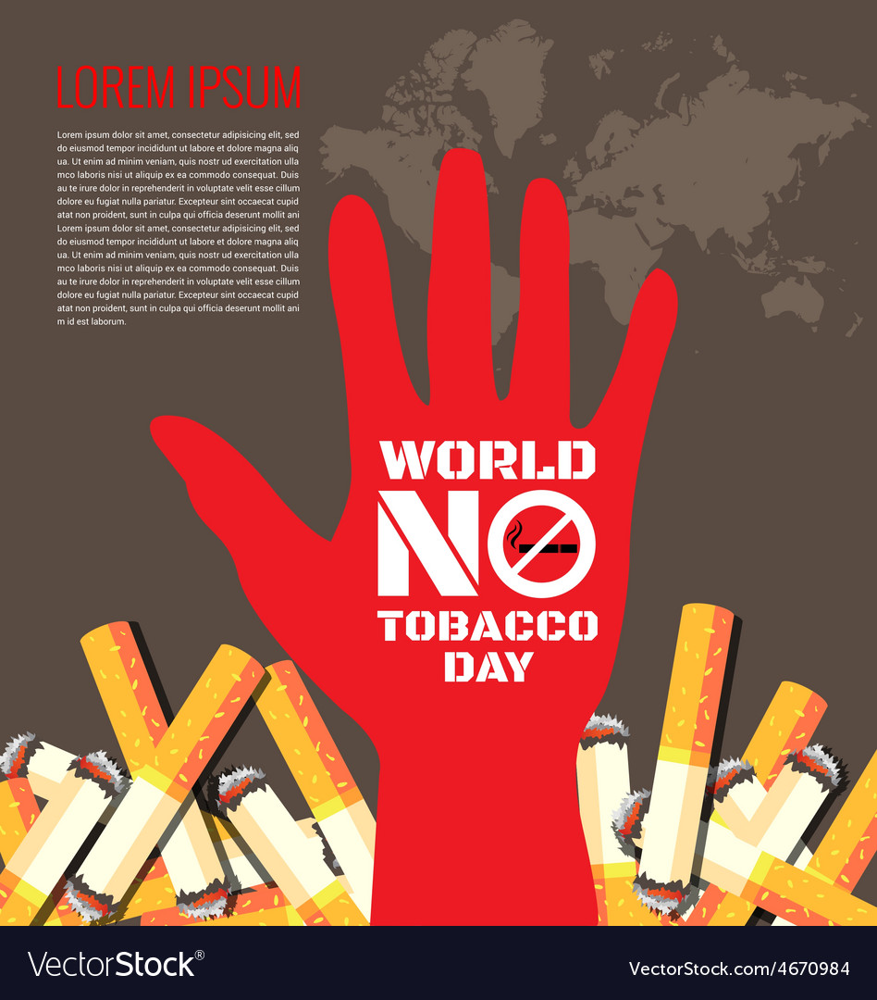 LOREM IPSUM
Lorem ipsum dolor sit amet, consectetur adipisicing elit, sed
do eiusmod tempor incididunt ut labore et dolore magna aliq
ua. Ut enim ad minim veniam, quis nostrud exercitation ullam
mco laboris nisi ut aliquip ex ea commodo consequat. Duis
au te irure dolor in reprehenderit in voluptate velit esse cillum
dolore eu fugiat nulla pariatur. Excepteur sint occaecat cupid
atat non proident, sunt in culpa qui officia deserunt mollit ani
Lorem ipsum dolor sit amet, consectetur adipisicing elit, sed
do eiusmod tempor incididunt ut labore et dolore magna aliq
ua. Ut enim ad minim veniam, quis nostrud exercitation ullam
mco laboris nisi ut aliquip ex ea commodo consequat. Duis
au te irure dolor in reprehenderit in voluptate velit esse cillum
dolore eu fugiat nulla pariatur. Excepteur sint occaecat cupid
atat non proident, sunt in culpa qui officia deserunt mollit ani
m id est laborum.
WORLD
NO
TOBACCO
DAY
VectorStock®
VectorStock.com/4670984